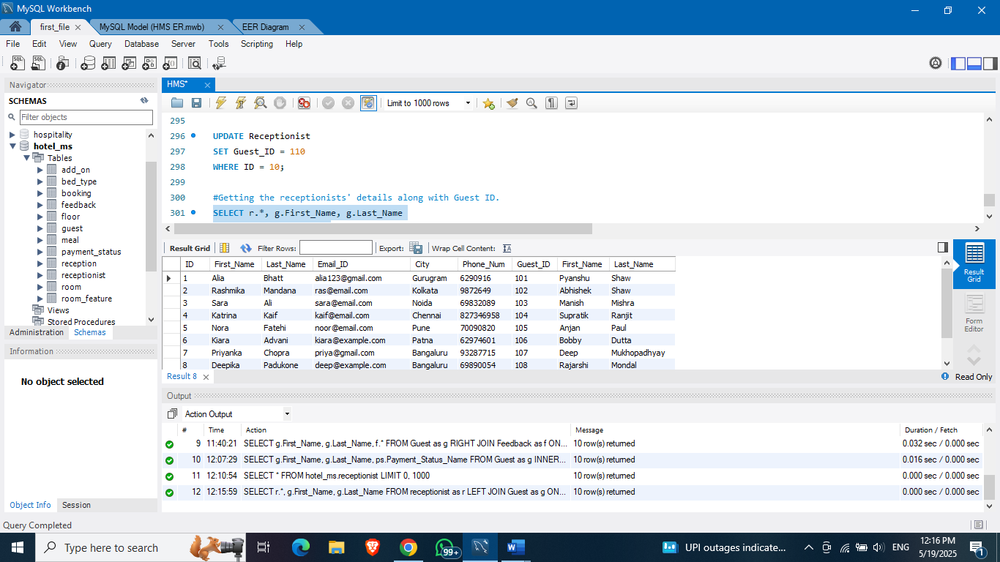 MySQL Workbench
first_file
MySQL Model (HMS ER.mwb)
EER Diagram
File Edit View Query Database Server Tools Scripting Help
Navigator
SCHEMAS
Filter objects
hospitality
hotel_ms
Tables
add_on
bed_type
booking
feedback
floor
guest
meal
payment_status
reception
receptionist
room
room_feature
Views
Stored Procedures
Administration Schemas
Information
No object selected
Object Info Session
HMS*
Limit to 1000 rows
295
296 UPDATE Receptionist
297 SET Guest_ID = 110
298 WHERE ID = 10;
299
300 #Getting the receptionists' details along with Guest ID.
301 SELECT r.*, g.First_Name, g.Last_Name
Result Grid Filter Rows: Export: Wrap Cell Content:
ID First_Name Last_Name Email_ID City Phone_Num Guest_ID First_Name Last_Name
1 Alia Bhatt alia123@gmail.com Gurugram 6290916 101 Pyanshu Shaw
2 Rashmika Mandana ras@email.com Kolkata 9872649 102 Abhishek Shaw
3 Sara Ali sara@email.com Noida 69832089 103 Manish Mishra
4 Katrina Kaif kaif@email.com Chennai 827346958 104 Supratik Ranjit
5 Nora Fatehi noor@email.com Pune 70090820 105 Anjan Paul
6 Kiara Advani kiara@example.com Patna 62974601 106 Bobby Dutta
7 Priyanka Chopra priya@gmail.com Bangaluru 93287715 107 Deep Mukhopadhyay
8 Deepika Padukone deep@example.com Bangaluru 69890054 108 Rajarshi Mondal
Result Grid
Form Editor
Result 8
Read Only
Output
Action Output
# Time Action Message Duration / Fetch
9 11:40:21 SELECT g.First_Name, g.Last_Name, f.* FROM Guest as g RIGHT JOIN Feedback as f ON... 10 row(s) returned 0.032 sec / 0.000 sec
10 12:07:29 SELECT g.First_Name, g.Last_Name, ps.Payment_Status_Name FROM Guest as g INNER... 10 row(s) returned 0.016 sec / 0.000 sec
11 12:10:54 SELECT * FROM hotel_ms.receptionist LIMIT 0, 1000 10 row(s) returned 0.000 sec / 0.000 sec
12 12:15:59 SELECT r.*, g.First_Name, g.Last_Name FROM receptionist as r LEFT JOIN Guest as g ON... 10 row(s) returned 0.000 sec / 0.000 sec
Query Completed
Type here to search
99+
UPI outages indicate...
ENG
12:16 PM
5/19/2025
1